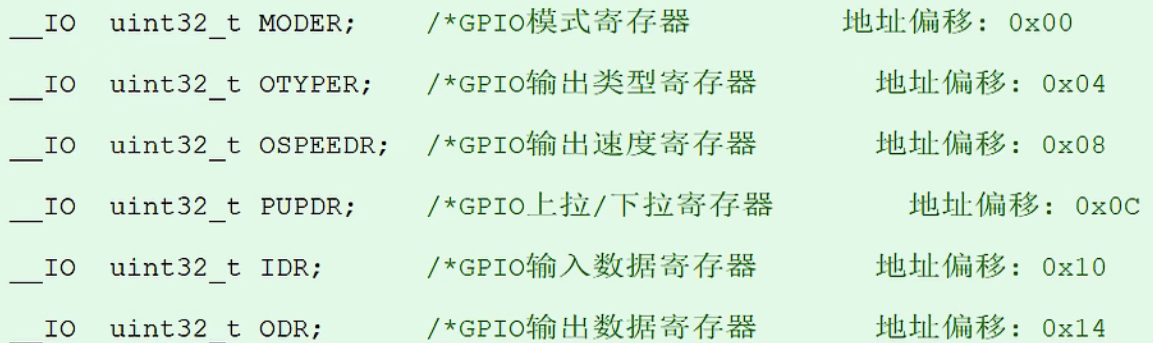 __IO uint32_t MODER; /*GPIO模式寄存器 地址偏移: 0x00
__IO uint32_t OTYPER; /*GPIO输出类型寄存器 地址偏移: 0x04
__IO uint32_t OSPEEDR; /*GPIO输出速度寄存器 地址偏移: 0x08
__IO uint32_t PUPDR; /*GPIO上拉/下拉寄存器 地址偏移: 0x0C
__IO uint32_t IDR; /*GPIO输入数据寄存器 地址偏移: 0x10
__IO uint32_t ODR; /*GPIO输出数据寄存器 地址偏移: 0x14